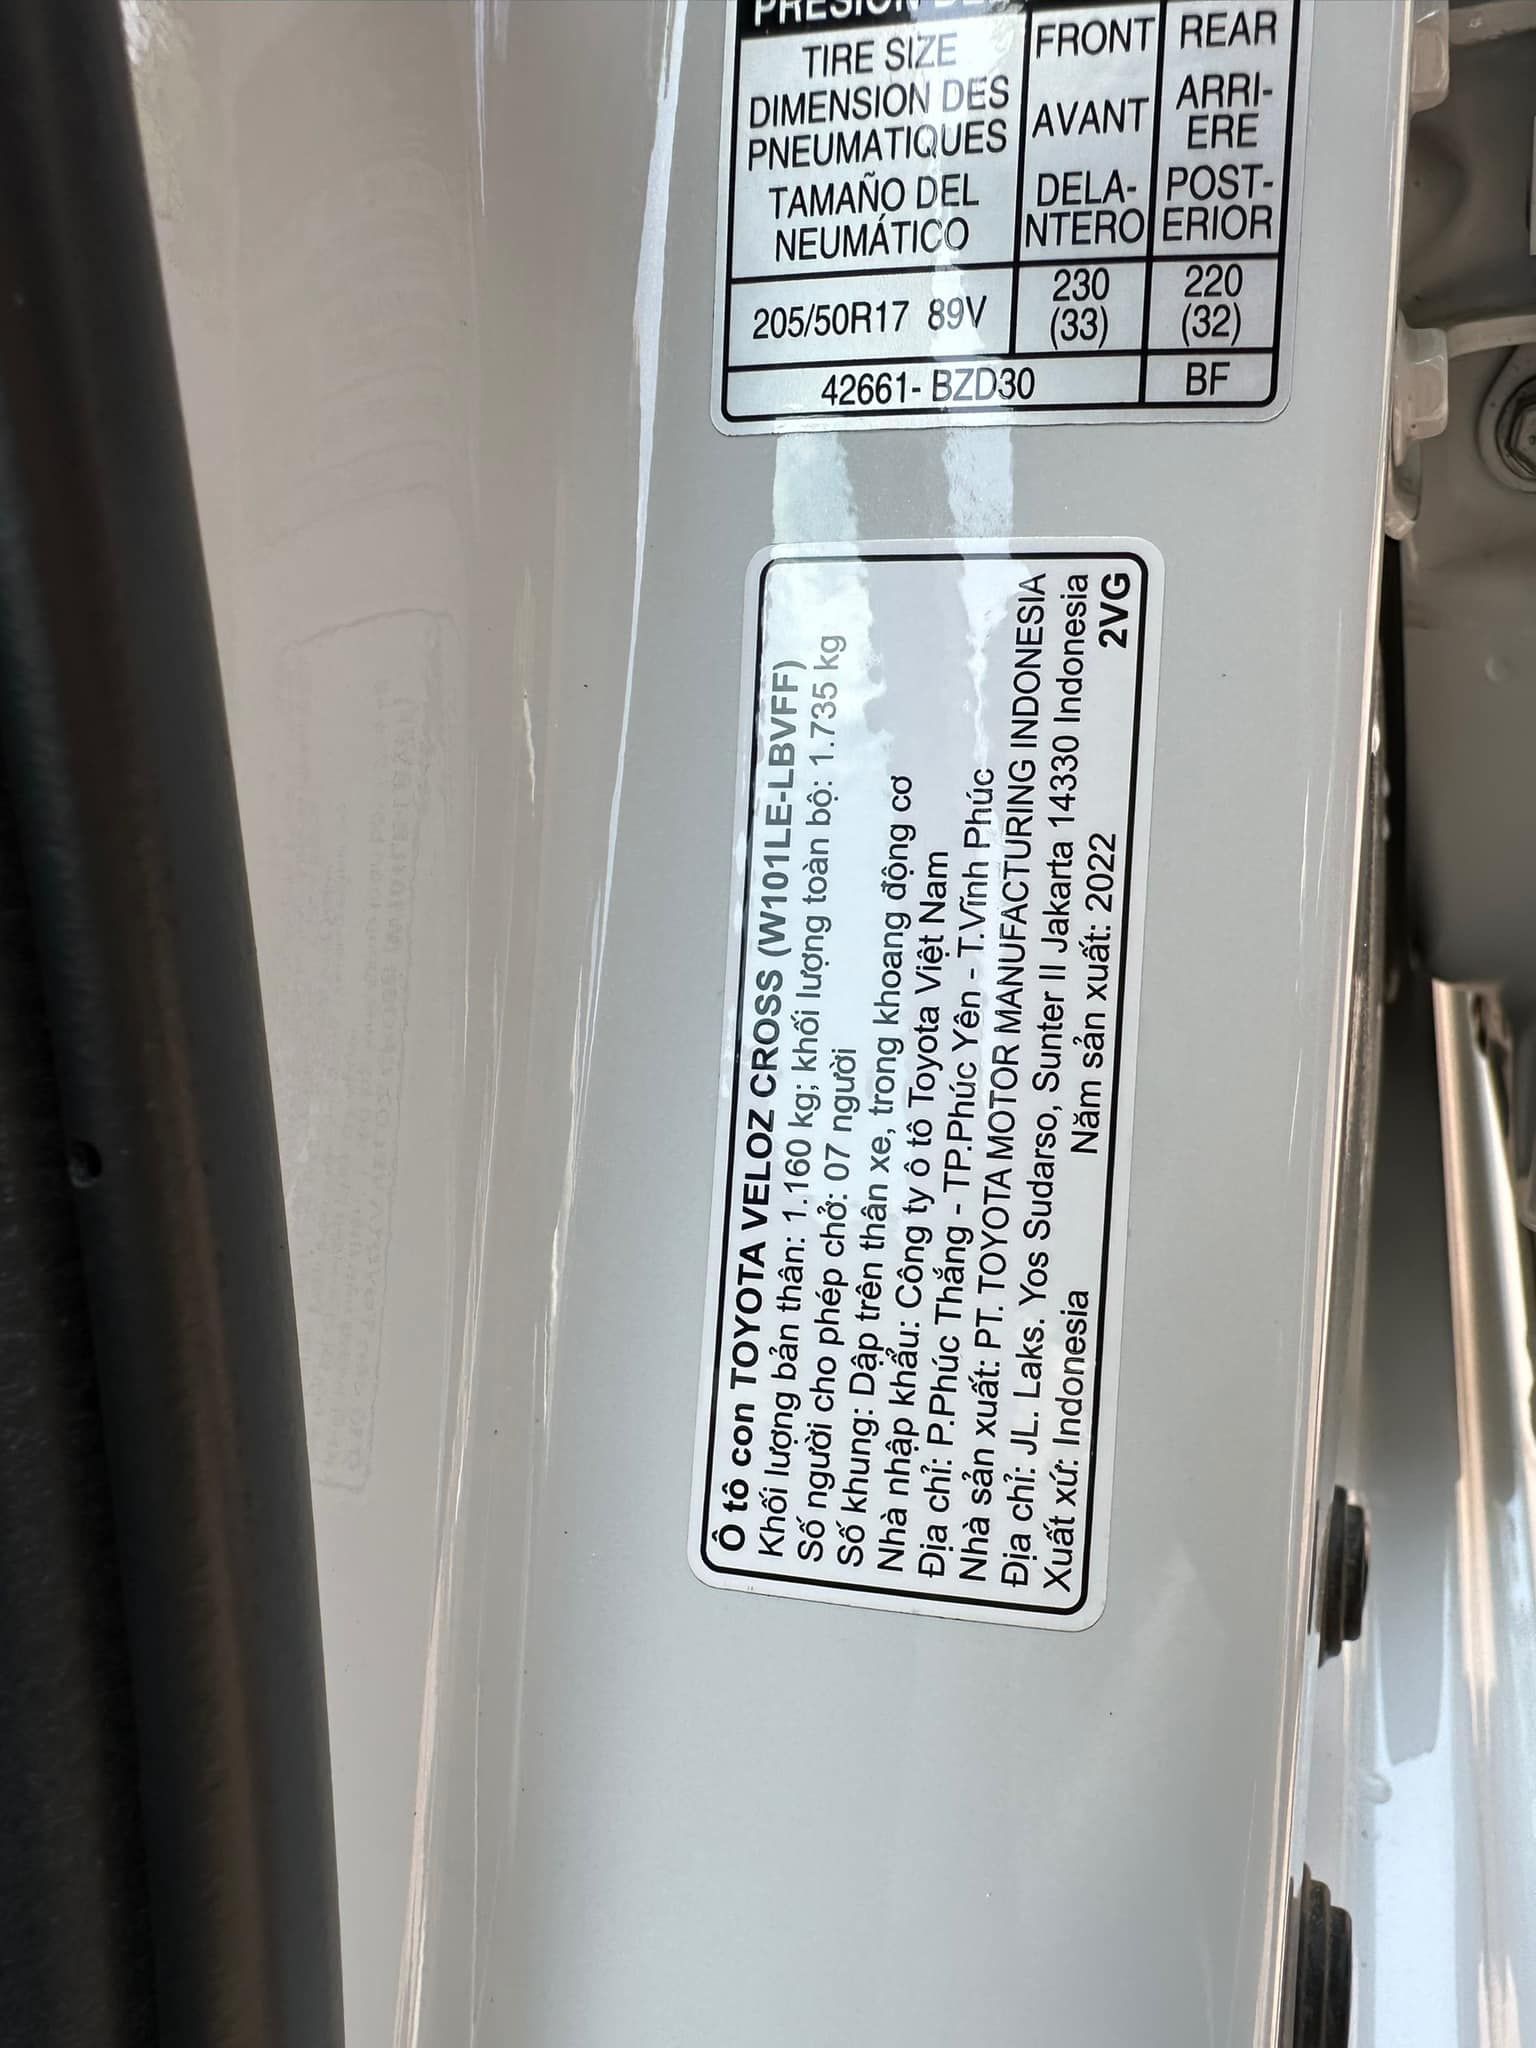 TIRE SIZE
DIMENSION DES
PNEUMATIQUES
TAMAÑO DEL
NEUMÁTICO
FRONT
AVANT
DELA-
NTERO
REAR
ARRI-
ERE
POST-
ERIOR
205/50R17 89V
230
(33)
220
(32)
42661- BZD30
BF
Ô tô con TOYOTA VELOZ CROSS (W101LE-LBVFF)
Khối lượng bản thân: 1.160 kg; khối lượng toàn bộ: 1.735 kg
Số người cho phép chở: 07 người
Số khung: Dập trên thân xe, trong khoang động cơ
Nhà nhập khẩu: Công ty ô tô Toyota Việt Nam
Địa chỉ: P.Phúc Thắng - TP.Phúc Yên - T.Vĩnh Phúc
Nhà sản xuất: PT. TOYOTA MOTOR MANUFACTURING INDONESIA
Địa chỉ: JL. Laks. Yos Sudarso, Sunter II Jakarta 14330 Indonesia
Xuất xứ: Indonesia Năm sản xuất: 2022 2VG